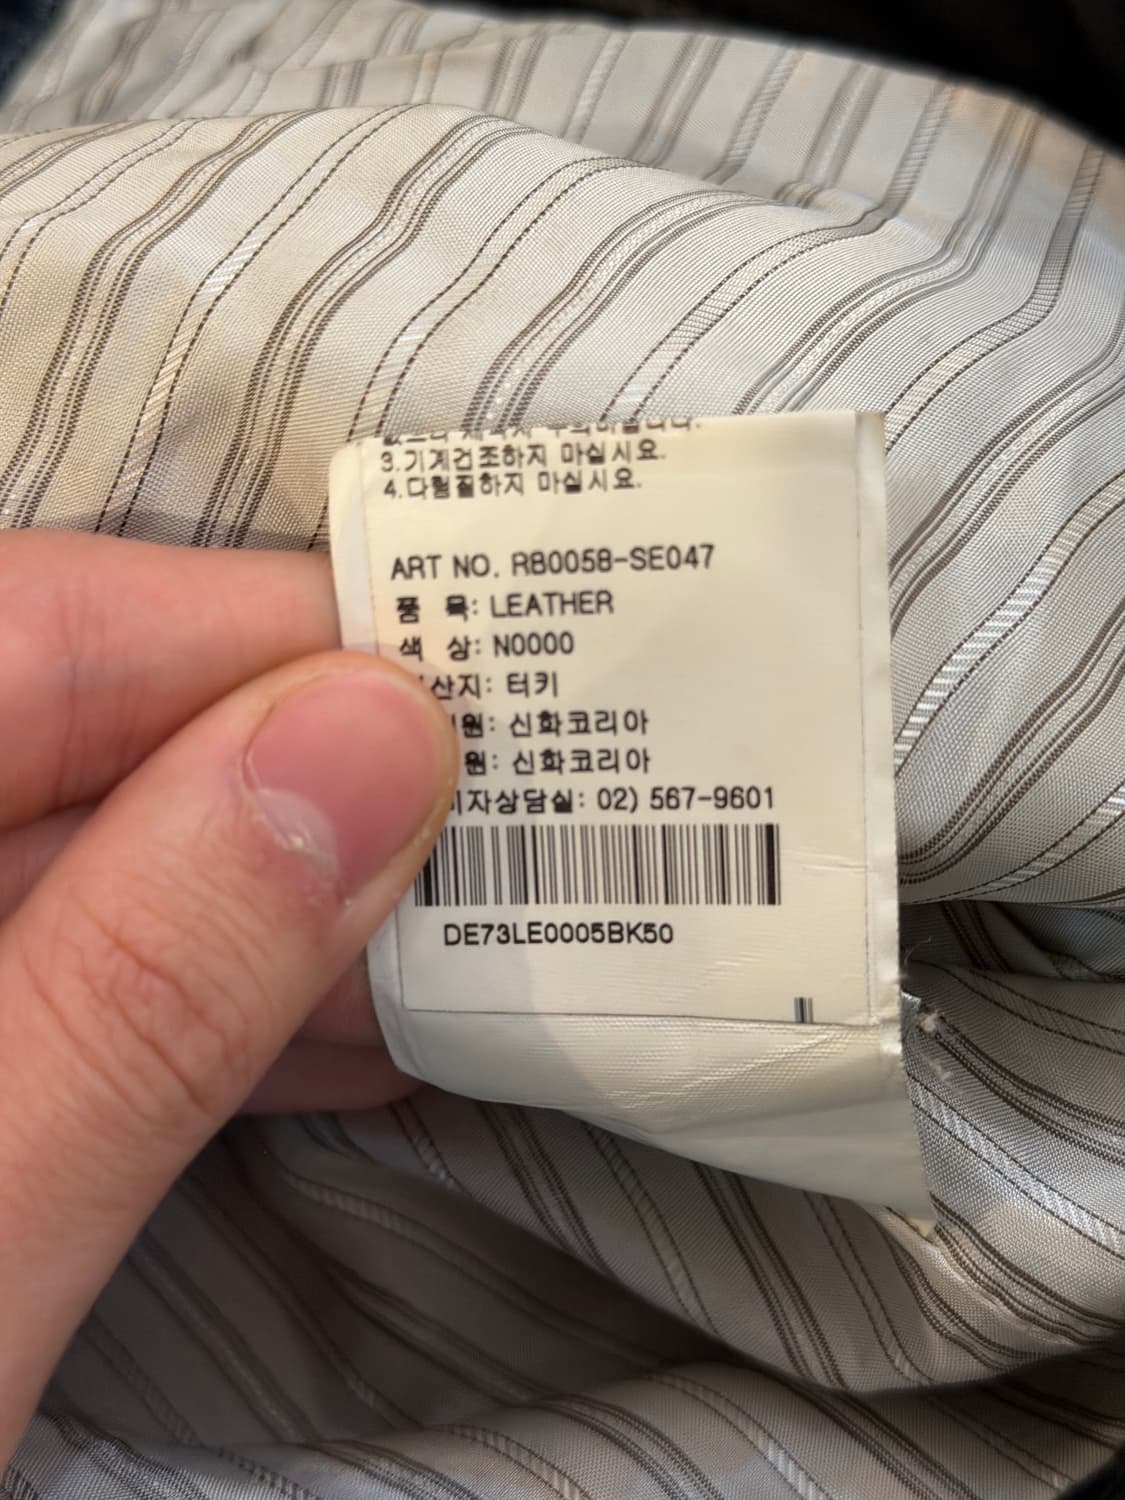 3.기계건조하지 마십시요.
4.다림질하지 마십시요.
ART NO. RB0058-SE047
품 목: LEATHER
색 상: N0000
산지: 터키
원: 신화코리아
원: 신화코리아
자상담실: 02) 567-9601
DE73LE0005BK50